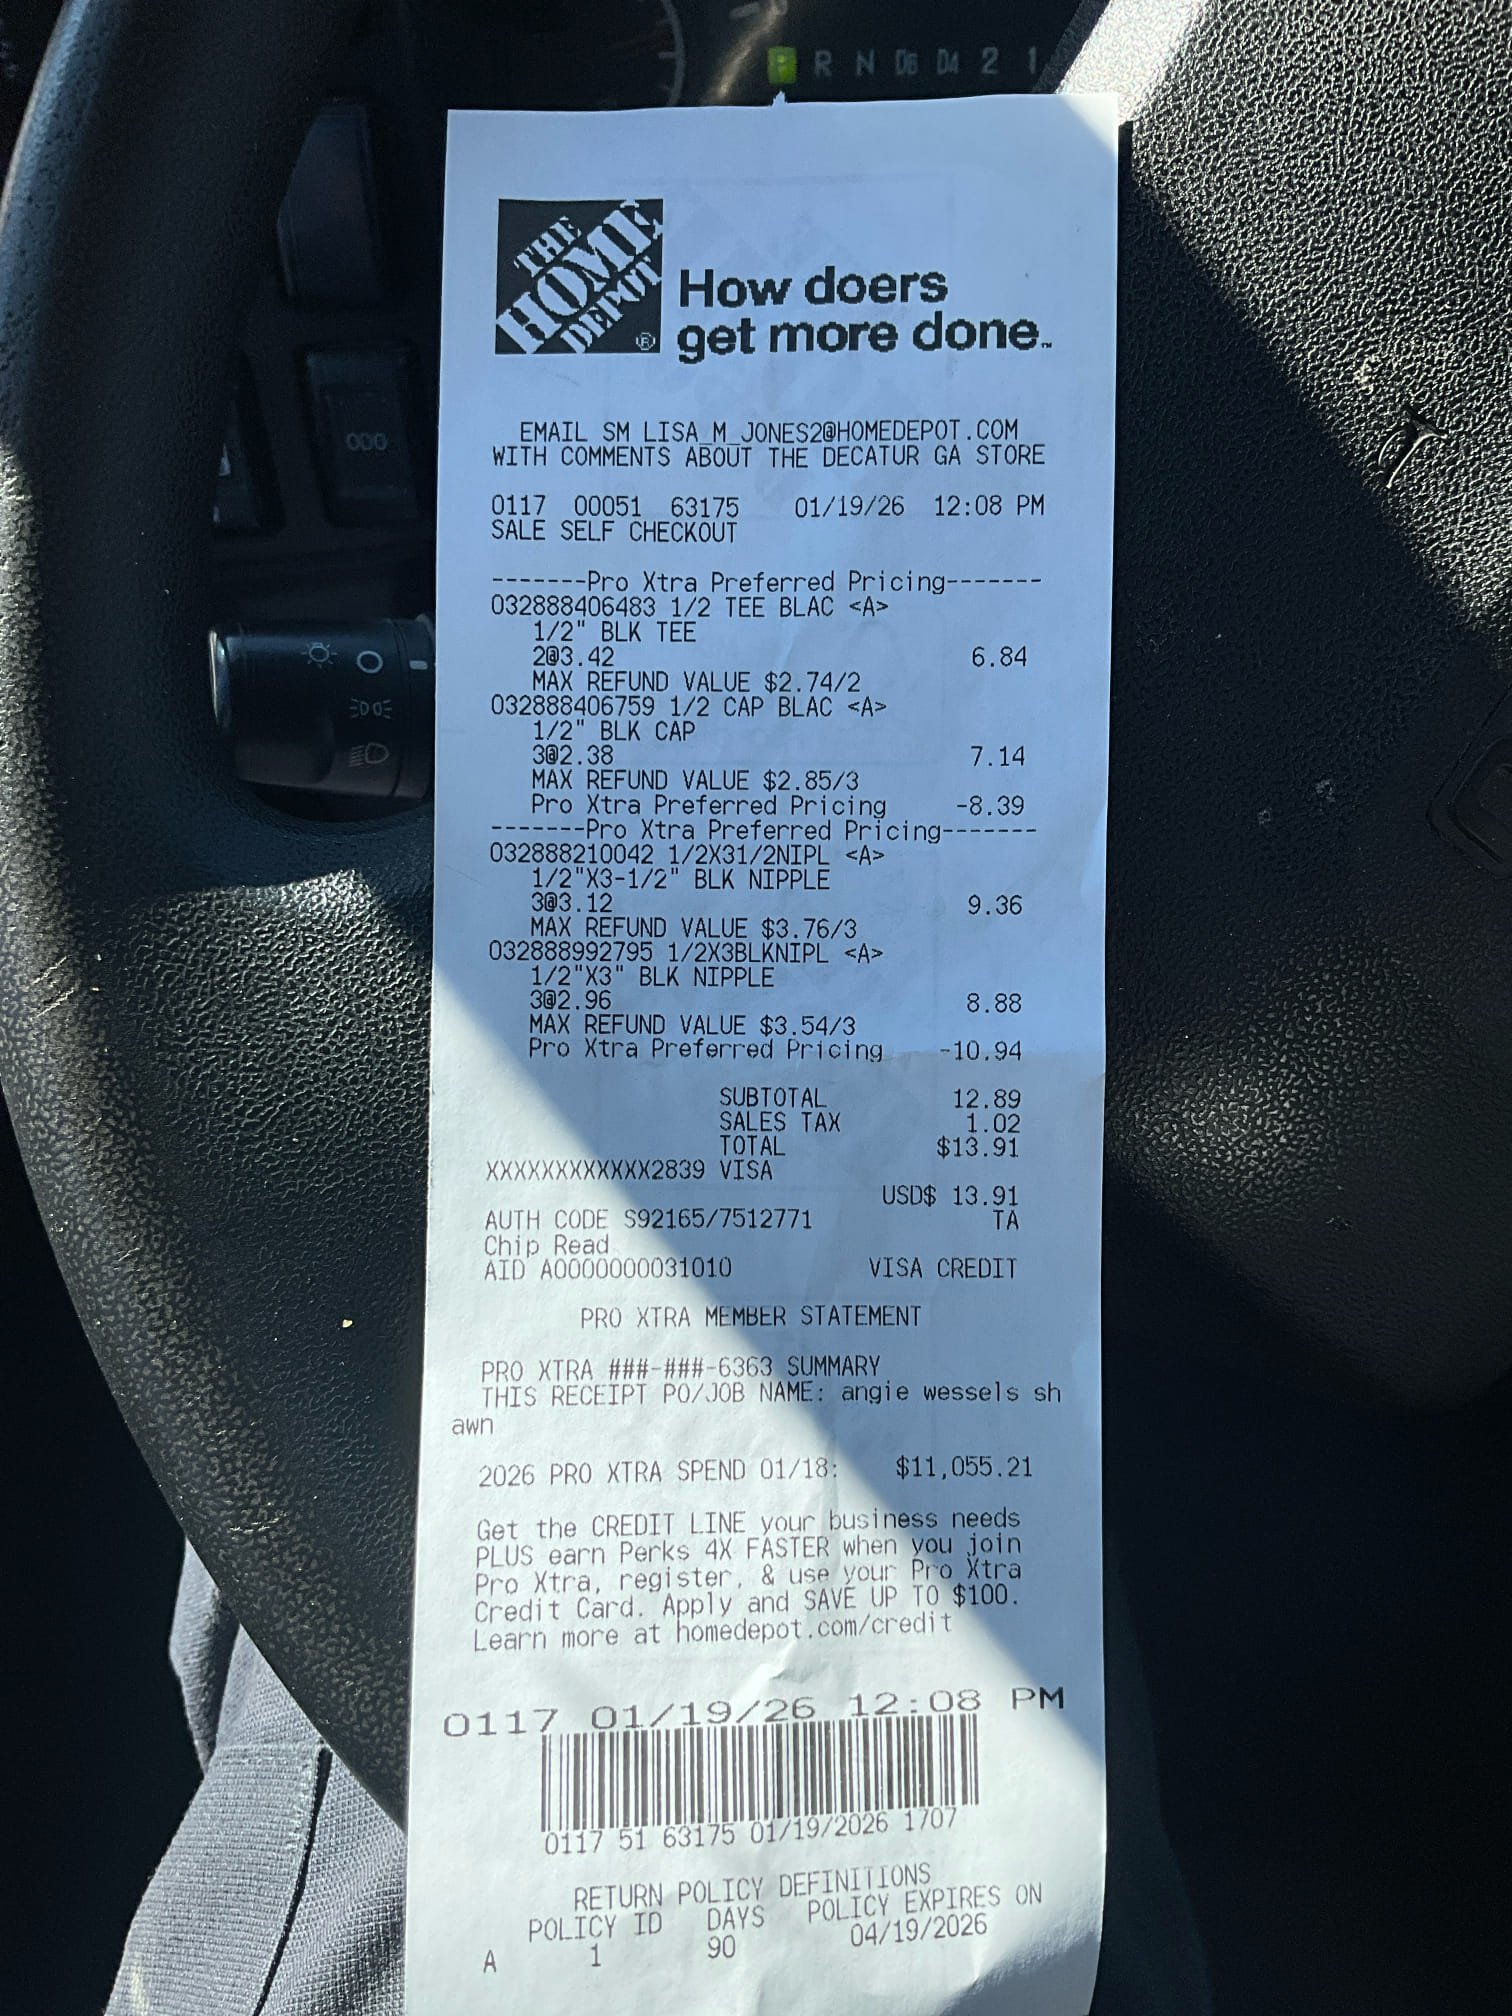 P R N D6 D4 2 1
THE
HOME
DEPOT
®
How doers
get more done.™
EMAIL SM LISA_M_JONES2@HOMEDEPOT.COM
WITH COMMENTS ABOUT THE DECATUR GA STORE
0117 00051 63175 01/19/26 12:08 PM
SALE SELF CHECKOUT
-------Pro Xtra Preferred Pricing-------
032888406483 1/2 TEE BLAC <A>
1/2" BLK TEE
2@3.42 6.84
MAX REFUND VALUE $2.74/2
032888406759 1/2 CAP BLAC <A>
1/2" BLK CAP
3@2.38 7.14
MAX REFUND VALUE $2.85/3
Pro Xtra Preferred Pricing -8.39
-------Pro Xtra Preferred Pricing-------
032888210042 1/2X31/2NIPL <A>
1/2"X3-1/2" BLK NIPPLE
3@3.12 9.36
MAX REFUND VALUE $3.76/3
032888992795 1/2X3BLKNIPL <A>
1/2"X3" BLK NIPPLE
3@2.96 8.88
MAX REFUND VALUE $3.54/3
Pro Xtra Preferred Pricing -10.94
SUBTOTAL 12.89
SALES TAX 1.02
TOTAL $13.91
XXXXXXXXXXXX2839 VISA
USD$ 13.91
AUTH CODE S92165/7512771 TA
Chip Read
AID A0000000031010 VISA CREDIT
PRO XTRA MEMBER STATEMENT
PRO XTRA ###-###-6363 SUMMARY
THIS RECEIPT PO/JOB NAME: angie wessels sh
awn
2026 PRO XTRA SPEND 01/18: $11,055.21
Get the CREDIT LINE your business needs
PLUS earn Perks 4X FASTER when you join
Pro Xtra, register, & use your Pro Xtra
Credit Card. Apply and SAVE UP TO $100.
Learn more at homedepot.com/credit
0117 01/19/26 12:08 PM
0117 51 63175 01/19/2026 1707
RETURN POLICY DEFINITIONS
POLICY ID DAYS POLICY EXPIRES ON
A 1 90 04/19/2026